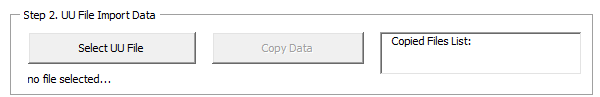 Step 2. UU File Import Data
Select UU File
Copy Data
Copied Files List:
no file selected...